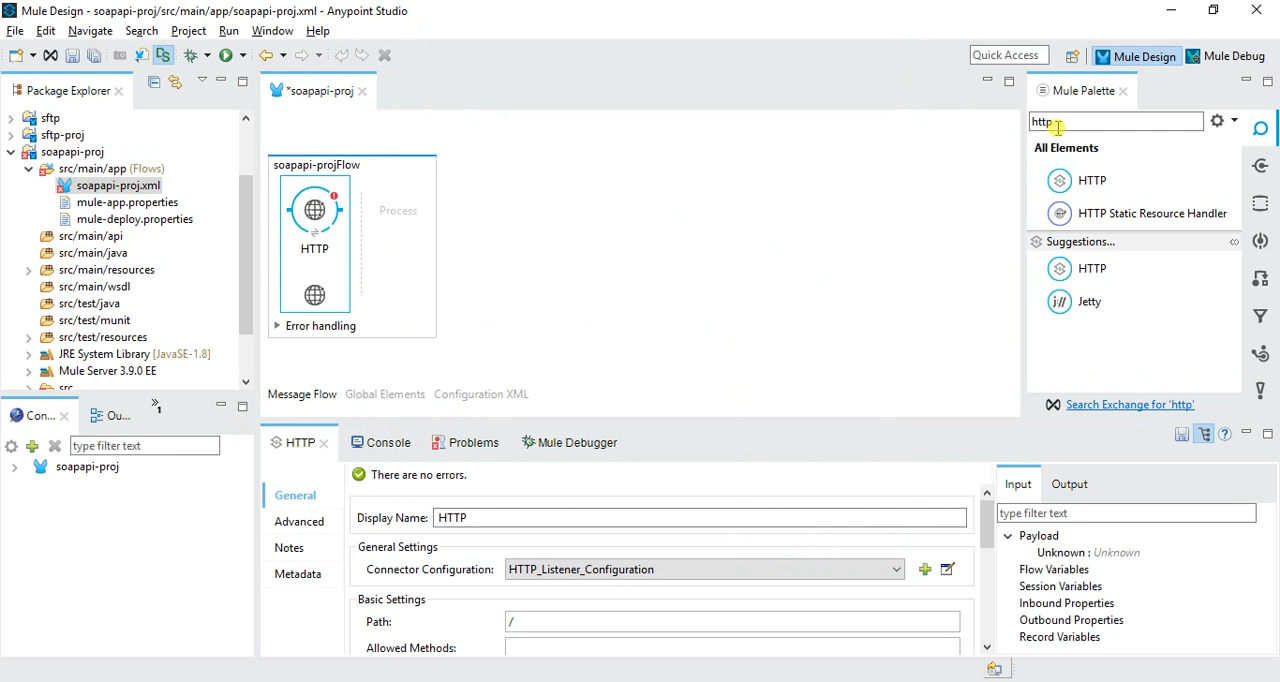 Mule Design - soapapi-proj/src/main/app/soapapi-proj.xml - Anypoint Studio
File Edit Navigate Search Project Run Window Help
Quick Access
Mule Design
Mule Debug
Package Explorer
*soapapi-proj
Mule Palette
sftp
sftp-proj
soapapi-proj
src/main/app (Flows)
soapapi-proj.xml
mule-app.properties
mule-deploy.properties
src/main/api
src/main/java
src/main/resources
src/main/wsdl
src/test/java
src/test/munit
src/test/resources
JRE System Library [JavaSE-1.8]
Mule Server 3.9.0 EE
src
soapapi-projFlow
HTTP
Process
Error handling
Message Flow Global Elements Configuration XML
http
All Elements
HTTP
HTTP Static Resource Handler
Suggestions...
HTTP
Jetty
Search Exchange for 'http'
Con...
Ou...
1
type filter text
soapapi-proj
HTTP
Console
Problems
Mule Debugger
There are no errors.
General
Advanced
Notes
Metadata
Display Name: HTTP
General Settings
Connector Configuration: HTTP_Listener_Configuration
Basic Settings
Path: /
Allowed Methods:
Input
Output
type filter text
Payload
Unknown : Unknown
Flow Variables
Session Variables
Inbound Properties
Outbound Properties
Record Variables